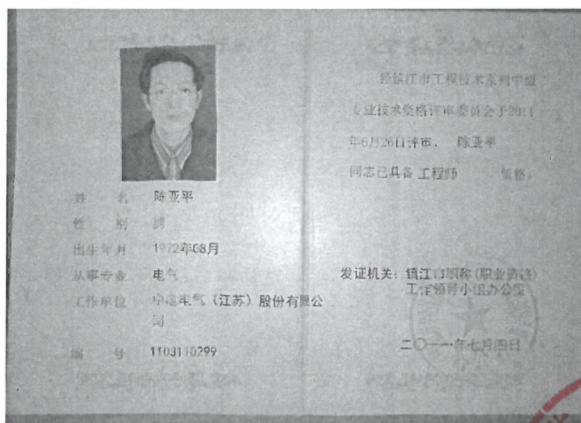 姓 名 陈亚平
性 别 男
出生年月 1972年08月
从事专业 电气
工作单位 电气（江苏）股份有限公
司
编 号 1103110299
经镇江市工程技术系列中级
专业技术资格评审委员会于2011
年6月26日评审， 陈亚平
同志已具备 工程师 资格。
发证机关：镇江市职称（职业资格）
工作领导小组办公室
二〇一一年七月四日